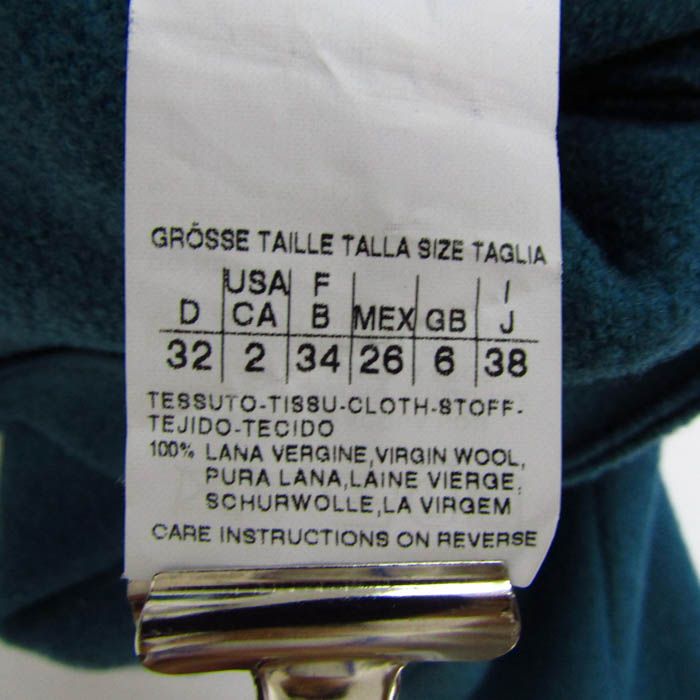 GRÖSSE TAILLE TALLA SIZE TAGLIA
USA F I
D CA B MEX GB J
32 2 34 26 6 38
TESSUTO-TISSU-CLOTH-STOFF-
TEJIDO-TECIDO
100% LANA VERGINE,VIRGIN WOOL,
PURA LANA,LAINE VIERGE,
SCHURWOLLE,LA VIRGEM
CARE INSTRUCTIONS ON REVERSE